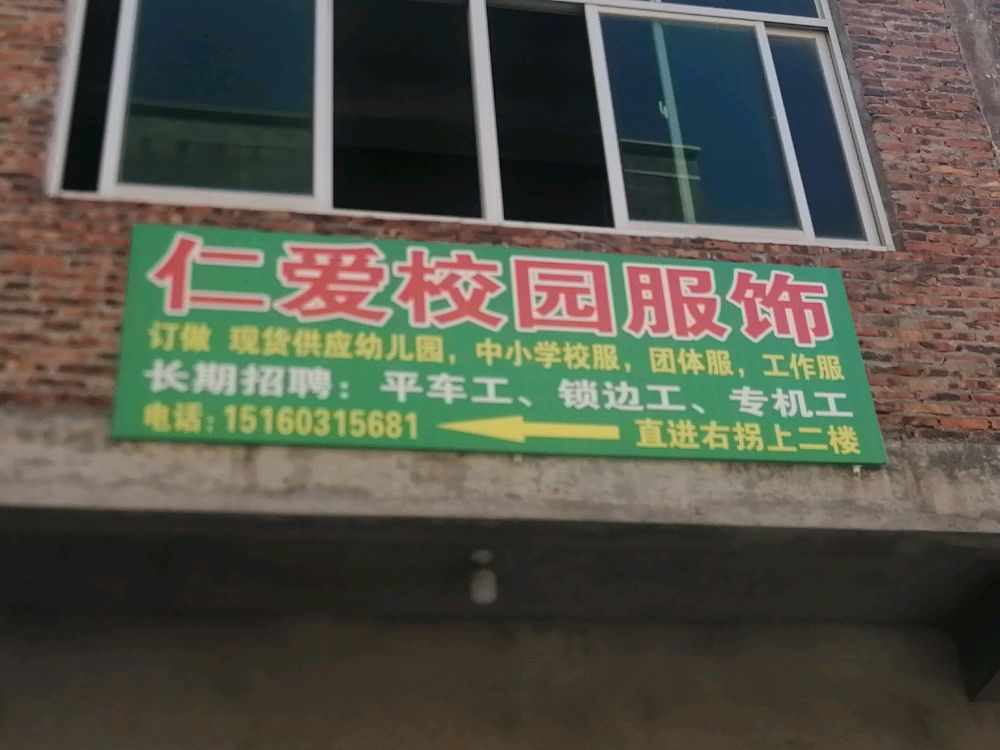 仁爱校园服饰
订做 现货供应幼儿园，中小学校服，团体服，工作服
长期招聘：平车工、锁边工、专机工
电话：15160315681 直进右拐上二楼